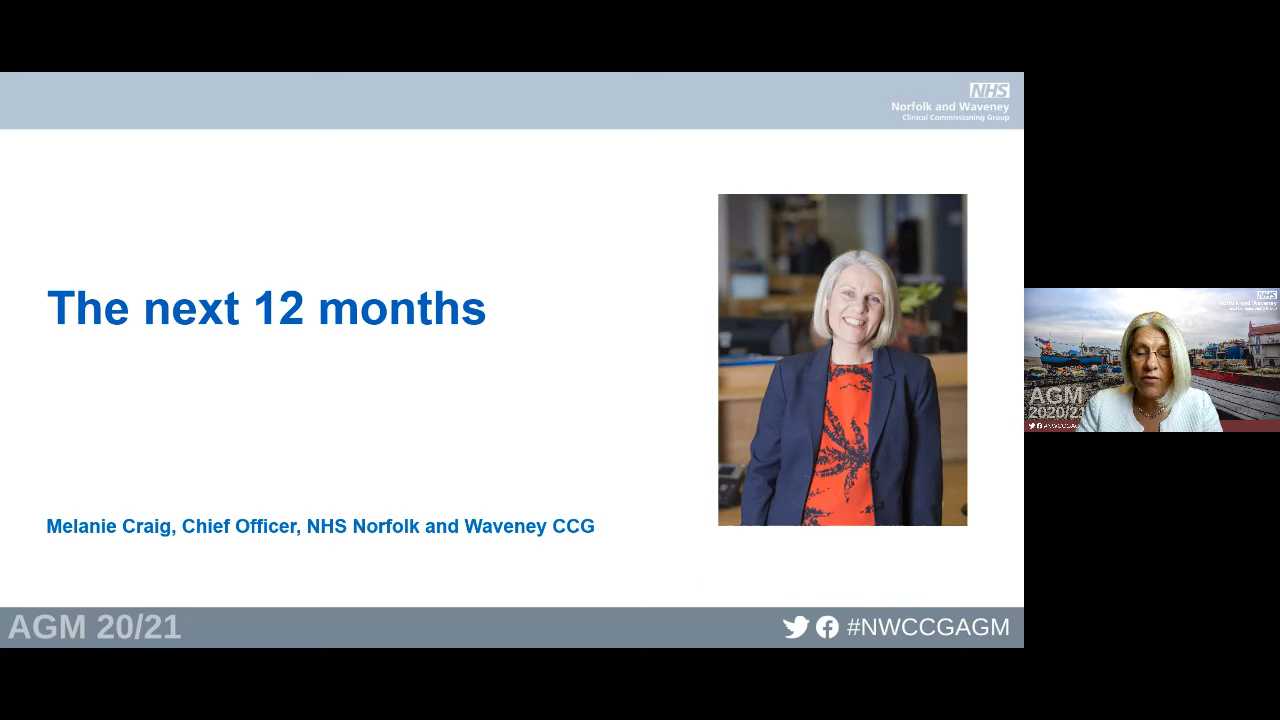 NHS
Norfolk and Waveney
Clinical Commissioning Group
The next 12 months
Melanie Craig, Chief Officer, NHS Norfolk and Waveney CCG
AGM 20/21
#NWCCGAGM
NHS
Norfolk and Waveney
AGM
2020/21